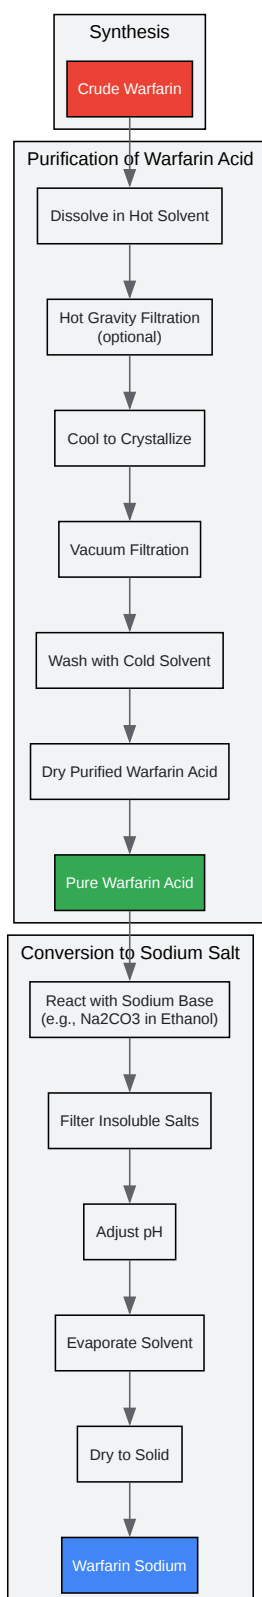 Synthesis
Crude Warfarin
Purification of Warfarin Acid
Dissolve in Hot Solvent
Hot Gravity Filtration
(optional)
Cool to Crystallize
Vacuum Filtration
Wash with Cold Solvent
Dry Purified Warfarin Acid
Pure Warfarin Acid
Conversion to Sodium Salt
React with Sodium Base
(e.g., Na2CO3 in Ethanol)
Filter Insoluble Salts
Adjust pH
Evaporate Solvent
Dry to Solid
Warfarin Sodium